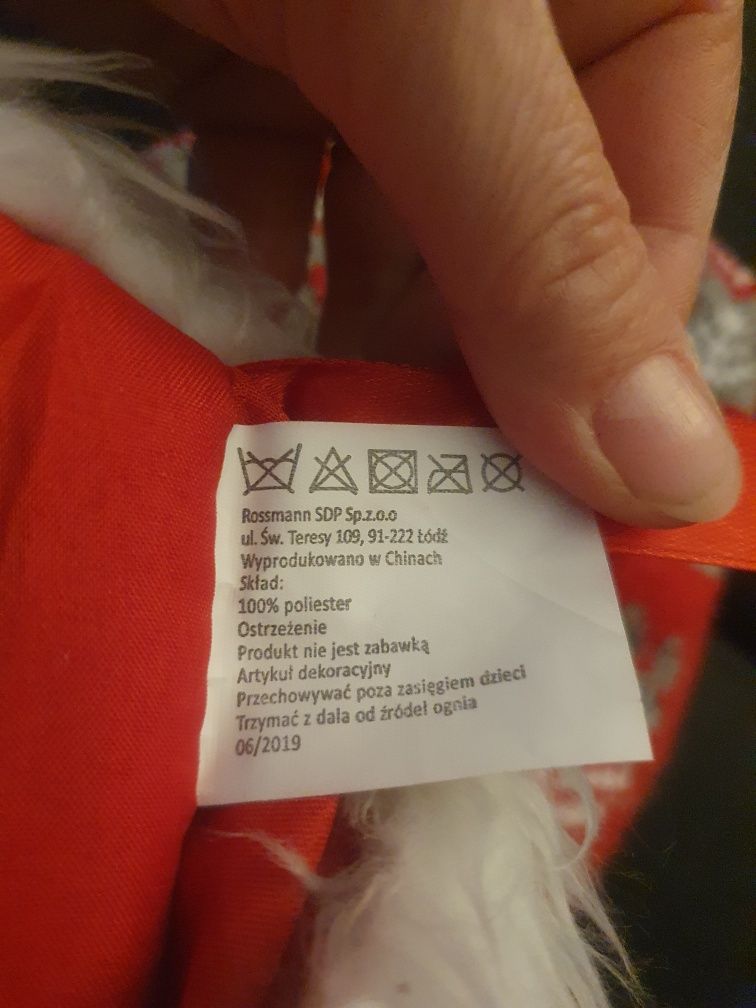 Rossmann SDP Sp.z.o.o
ul. Św. Teresy 109, 91-222 Łódź
Wyprodukowano w Chinach
Skład:
100% poliester
Ostrzeżenie
Produkt nie jest zabawką
Artykuł dekoracyjny
Przechowywać poza zasięgiem dzieci
Trzymać z dala od źródeł ognia
06/2019